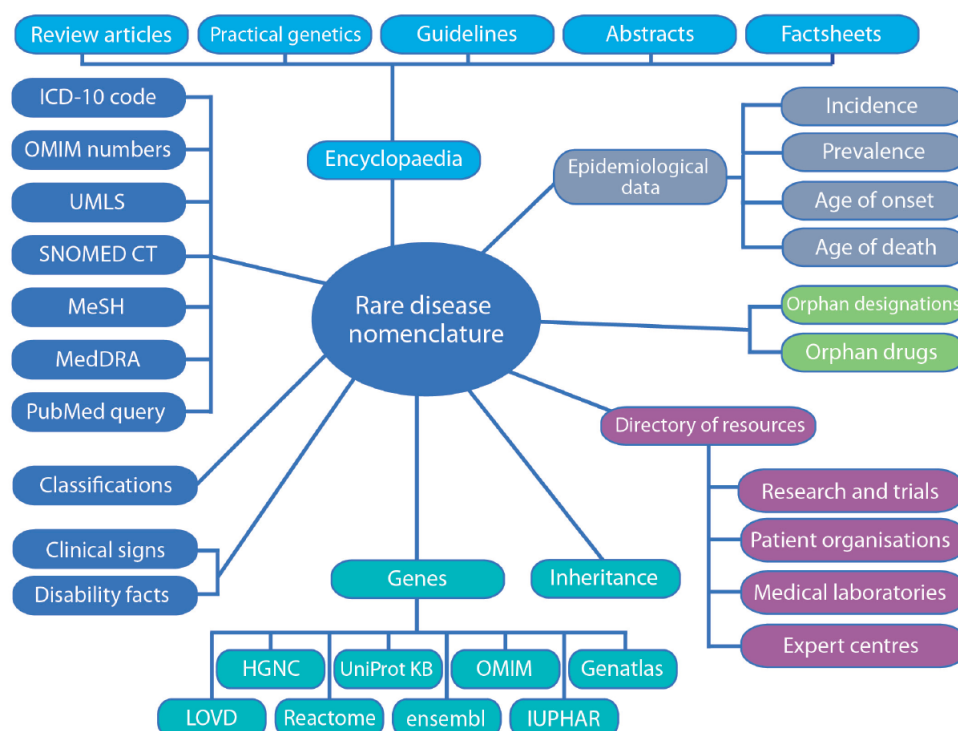 Review articles
Practical genetics
Guidelines
Abstracts
Factsheets
ICD-10 code
OMIM numbers
UMLS
SNOMED CT
MeSH
MedDRA
PubMed query
Encyclopaedia
Epidemiological
data
Incidence
Prevalence
Age of onset
Age of death
Rare disease
nomenclature
Orphan designations
Orphan drugs
Directory of resources
Research and trials
Patient organisations
Medical laboratories
Expert centres
Classifications
Clinical signs
Disability facts
Genes
Inheritance
HGNC
UniProt KB
OMIM
Genatlas
LOVD
Reactome
ensembl
IUPHAR